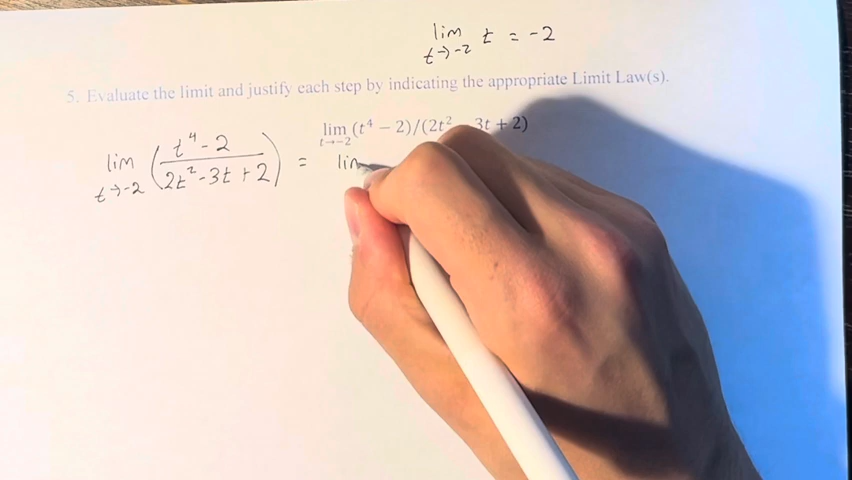 lim t→-2 t = -2
5. Evaluate the limit and justify each step by indicating the appropriate Limit Law(s).
lim t→−2 (t⁴ − 2)/(2t² 3t + 2)
lim t→-2 (t⁴-2 / 2t²-3t+2) = lim